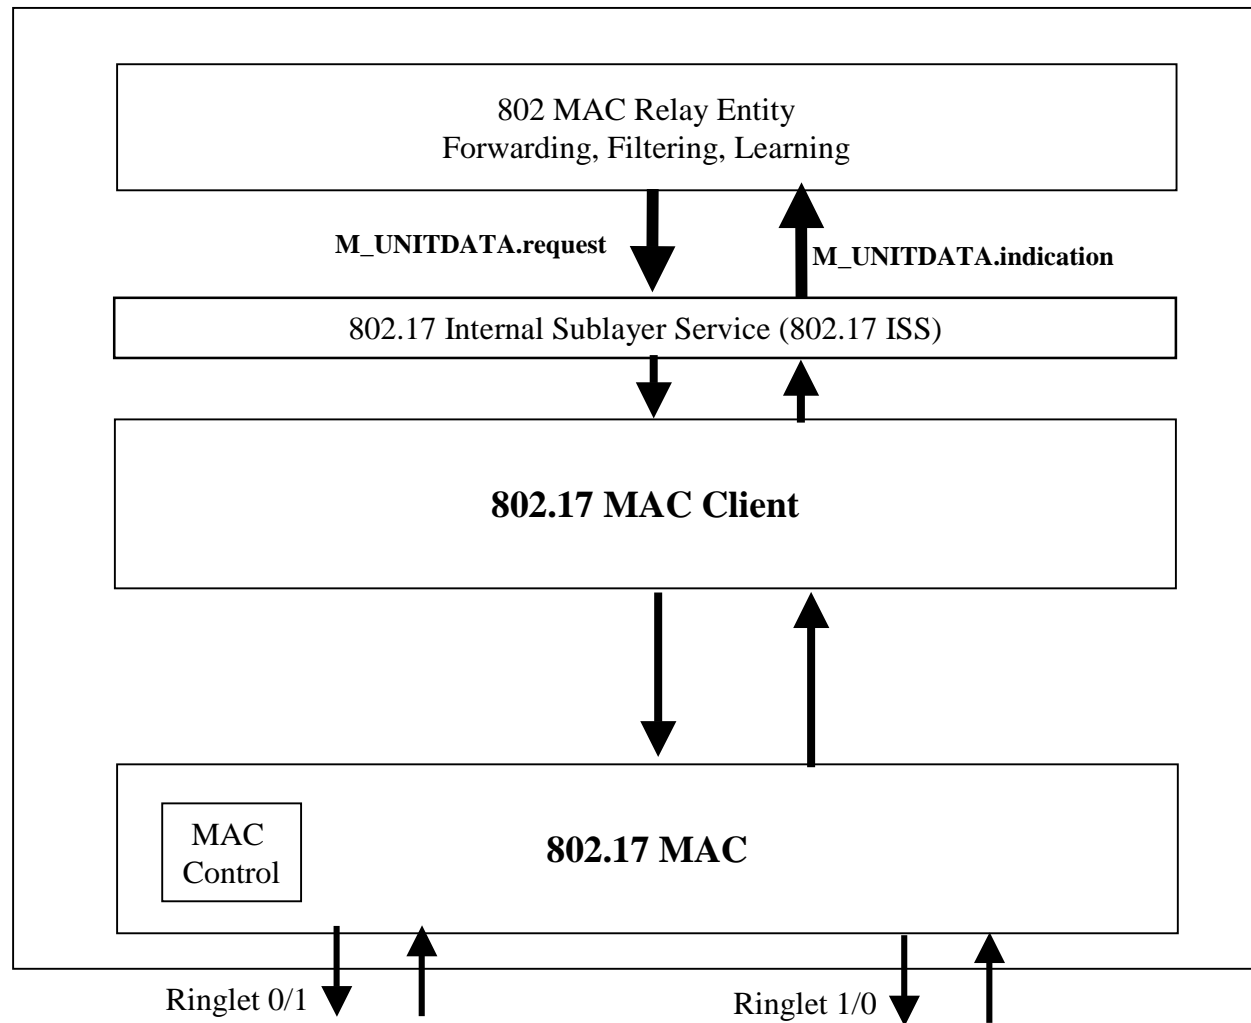 802 MAC Relay Entity
Forwarding, Filtering, Learning
M_UNITDATA.request
M_UNITDATA.indication
802.17 Internal Sublayer Service (802.17 ISS)
802.17 MAC Client
MAC
Control
802.17 MAC
Ringlet 0/1
Ringlet 1/0